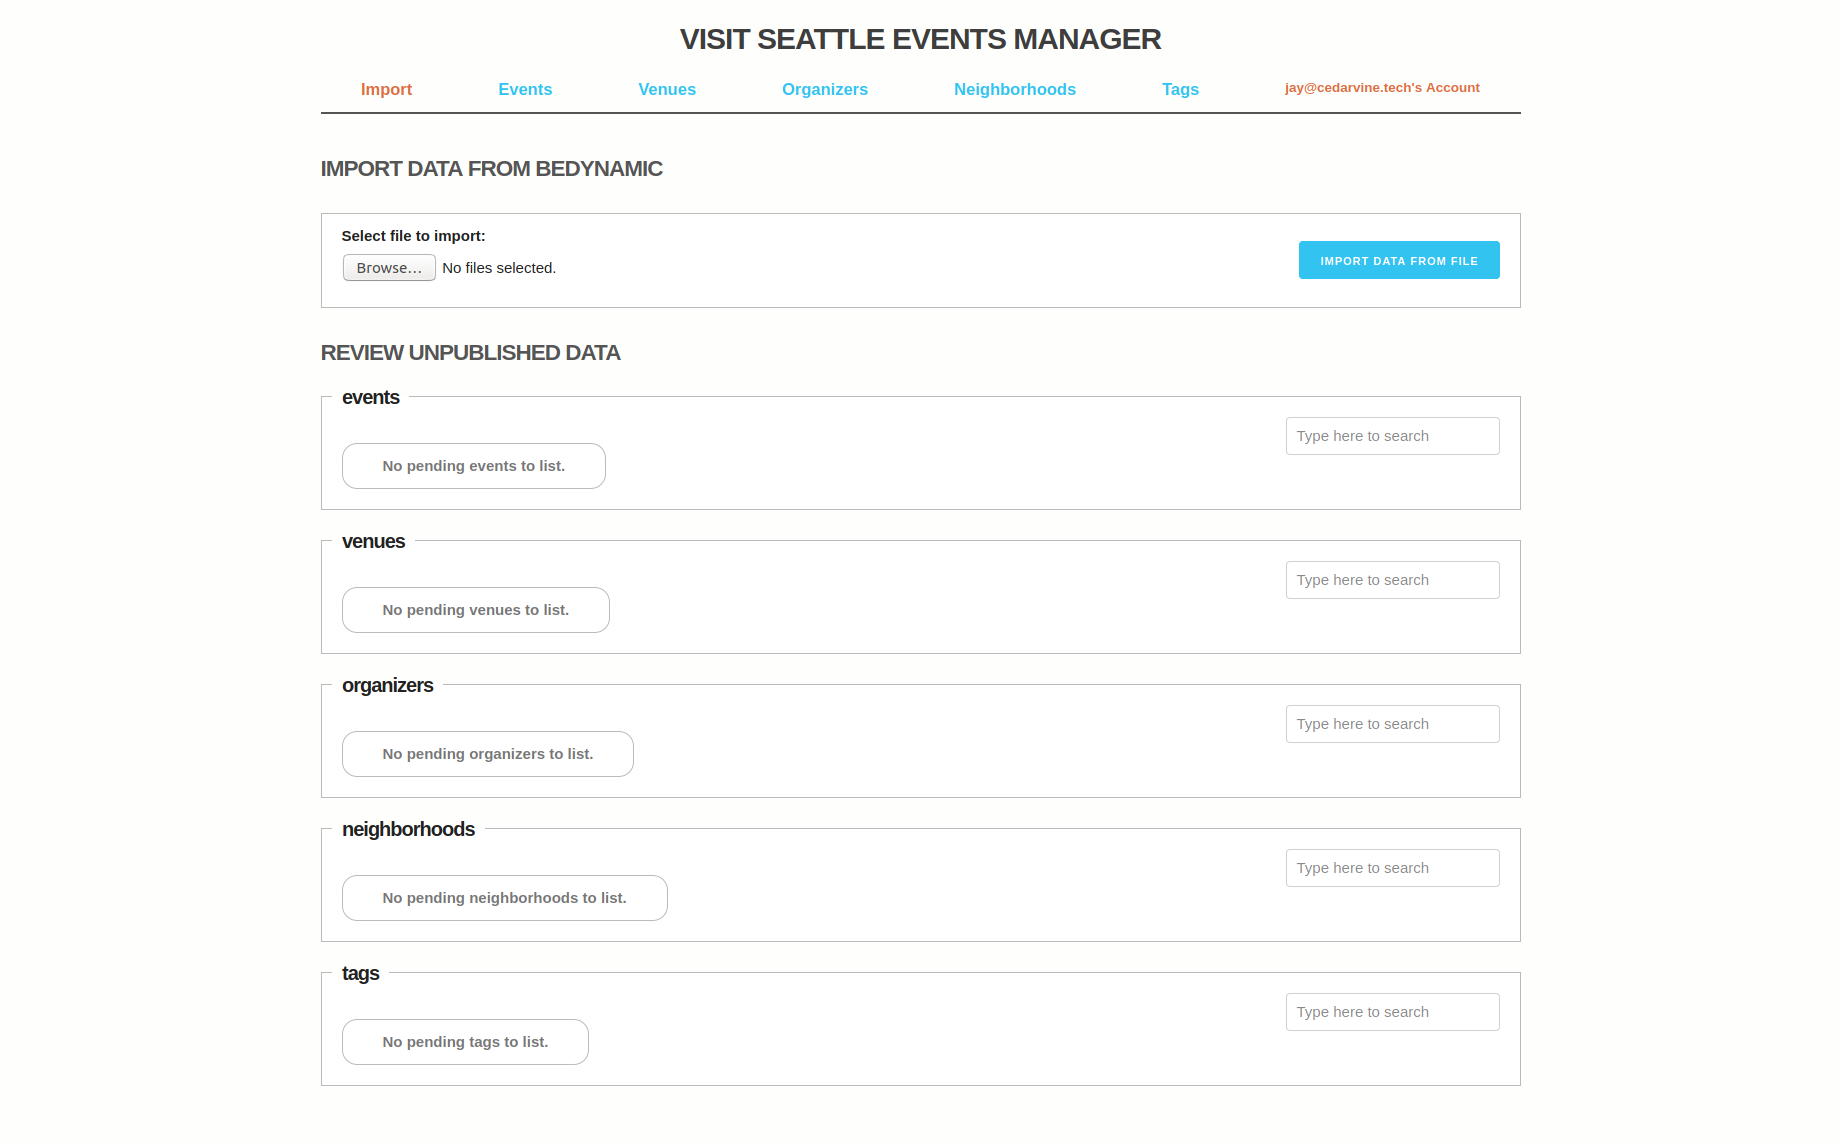 VISIT SEATTLE EVENTS MANAGER
Import Events Venues Organizers Neighborhoods Tags jay@cedarvine.tech's Account
IMPORT DATA FROM BEDYNAMIC
Select file to import:
Browse... No files selected.
IMPORT DATA FROM FILE
REVIEW UNPUBLISHED DATA
events
Type here to search
No pending events to list.
venues
Type here to search
No pending venues to list.
organizers
Type here to search
No pending organizers to list.
neighborhoods
Type here to search
No pending neighborhoods to list.
tags
Type here to search
No pending tags to list.